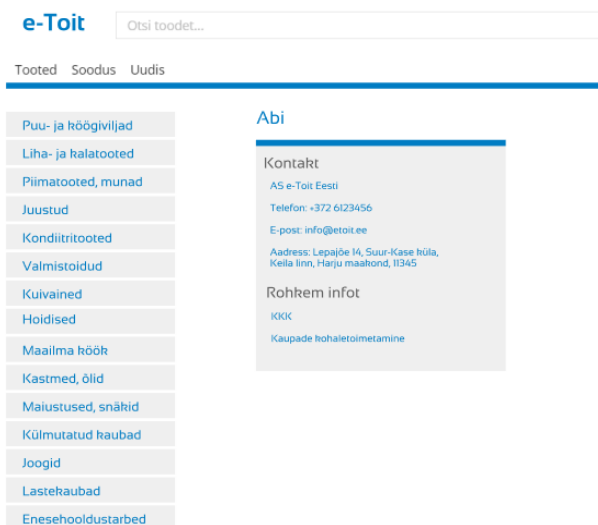 e-Toit
Otsi toodet...
Tooted Soodus Uudis
Puu- ja köögiviljad
Liha- ja kalatooted
Piimatooted, munad
Juustud
Kondiitritooted
Valmistoidud
Kuivained
Hoidised
Maailma köök
Kastmed, õlid
Maiustused, snäkid
Külmutatud kaubad
Joogid
Lastekaubad
Enesehooldustarbed
Abi
Kontakt
AS e-Toit Eesti
Telefon: +372 6123456
E-post: info@etoit.ee
Aadress: Lepajõe 14, Suur-Kase küla,
Keila linn, Harju maakond, 11345
Rohkem infot
KKK
Kaupade kohaletoimetamine